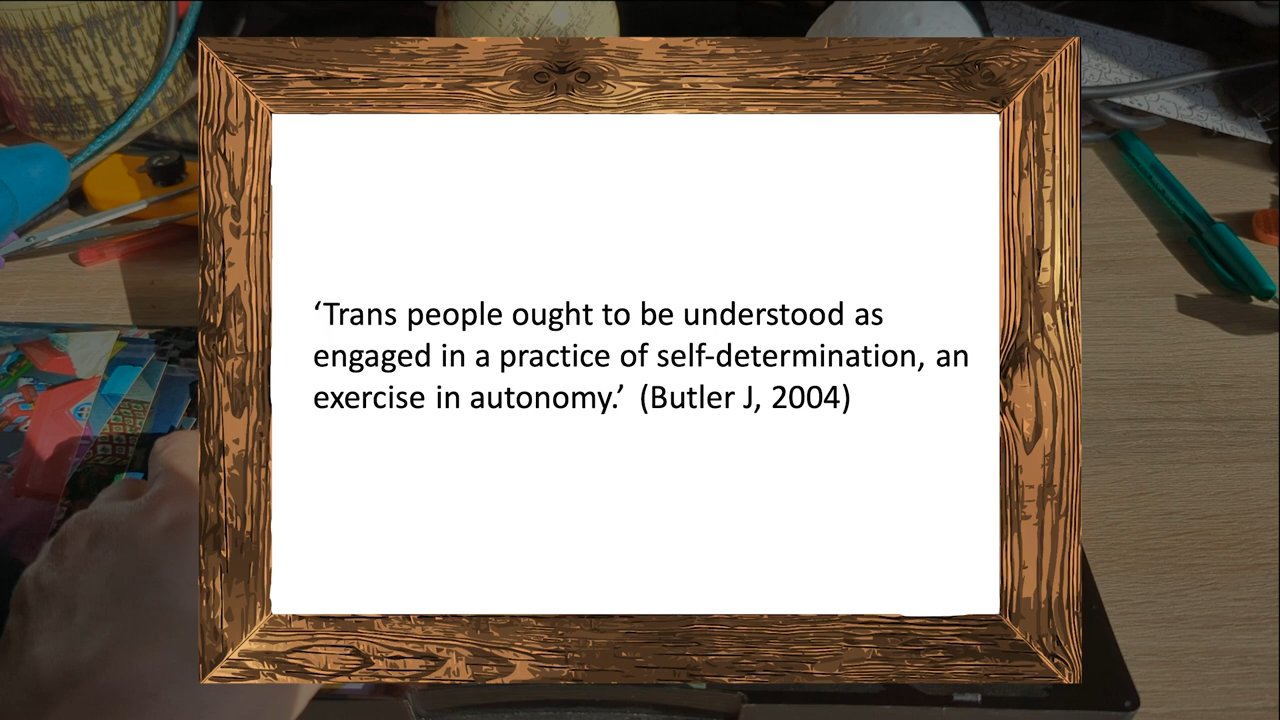 ‘Trans people ought to be understood as
engaged in a practice of self-determination, an
exercise in autonomy.’  (Butler J, 2004)